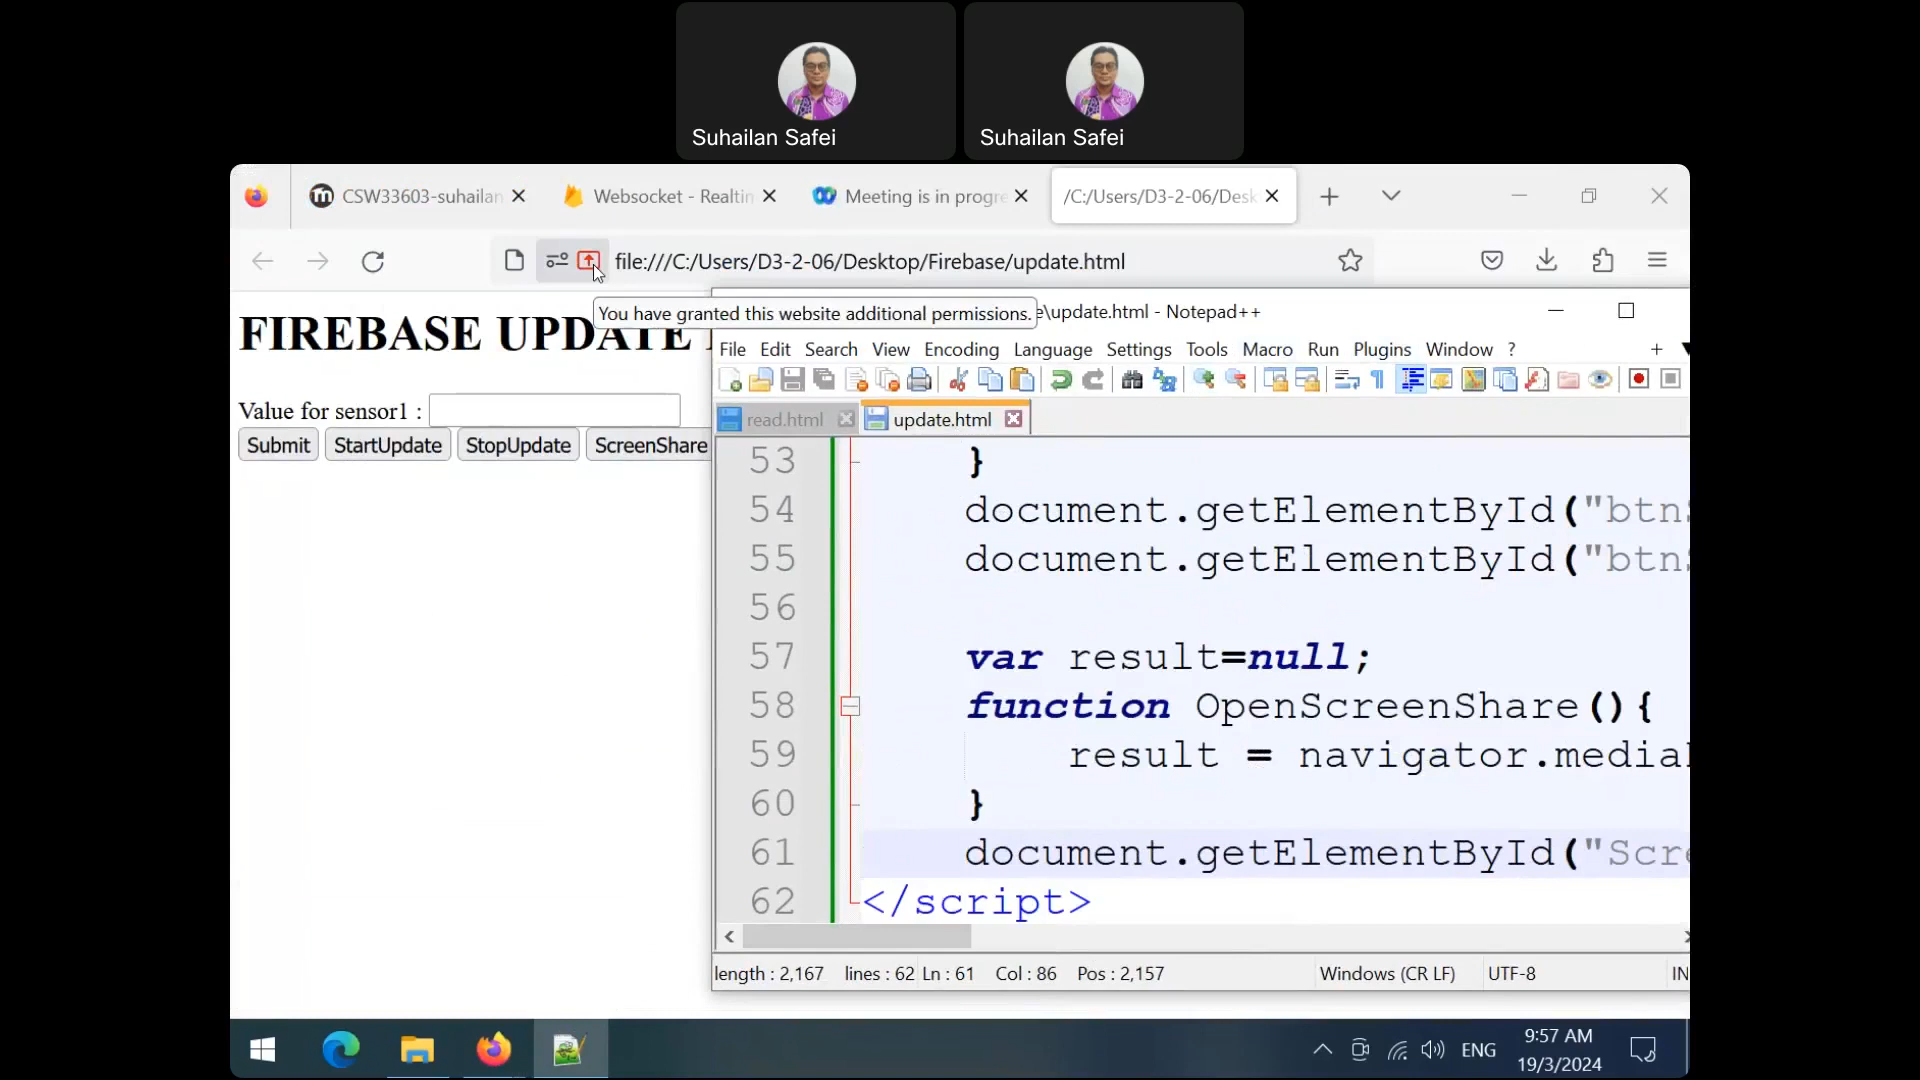 Suhailan Safei
Suhailan Safei
CSW33603-suhailan
Websocket - Realtin
Meeting is in progre
/C:/Users/D3-2-06/Desk
file:///C:/Users/D3-2-06/Desktop/Firebase/update.html
You have granted this website additional permissions.
e\update.html - Notepad++
FIREBASE UPDATE
File Edit Search View Encoding Language Settings Tools Macro Run Plugins Window ?
Value for sensor1 :
Submit StartUpdate StopUpdate ScreenShare
read.html update.html
53 }
54 document.getElementById("btn
55 document.getElementById("btn
56
57 var result=null;
58 function OpenScreenShare(){
59 result = navigator.media
60 }
61 document.getElementById("Scre
62 </script>
length : 2,167 lines : 62 Ln : 61 Col : 86 Pos : 2,157 Windows (CR LF) UTF-8 IN
ENG
9:57 AM
19/3/2024